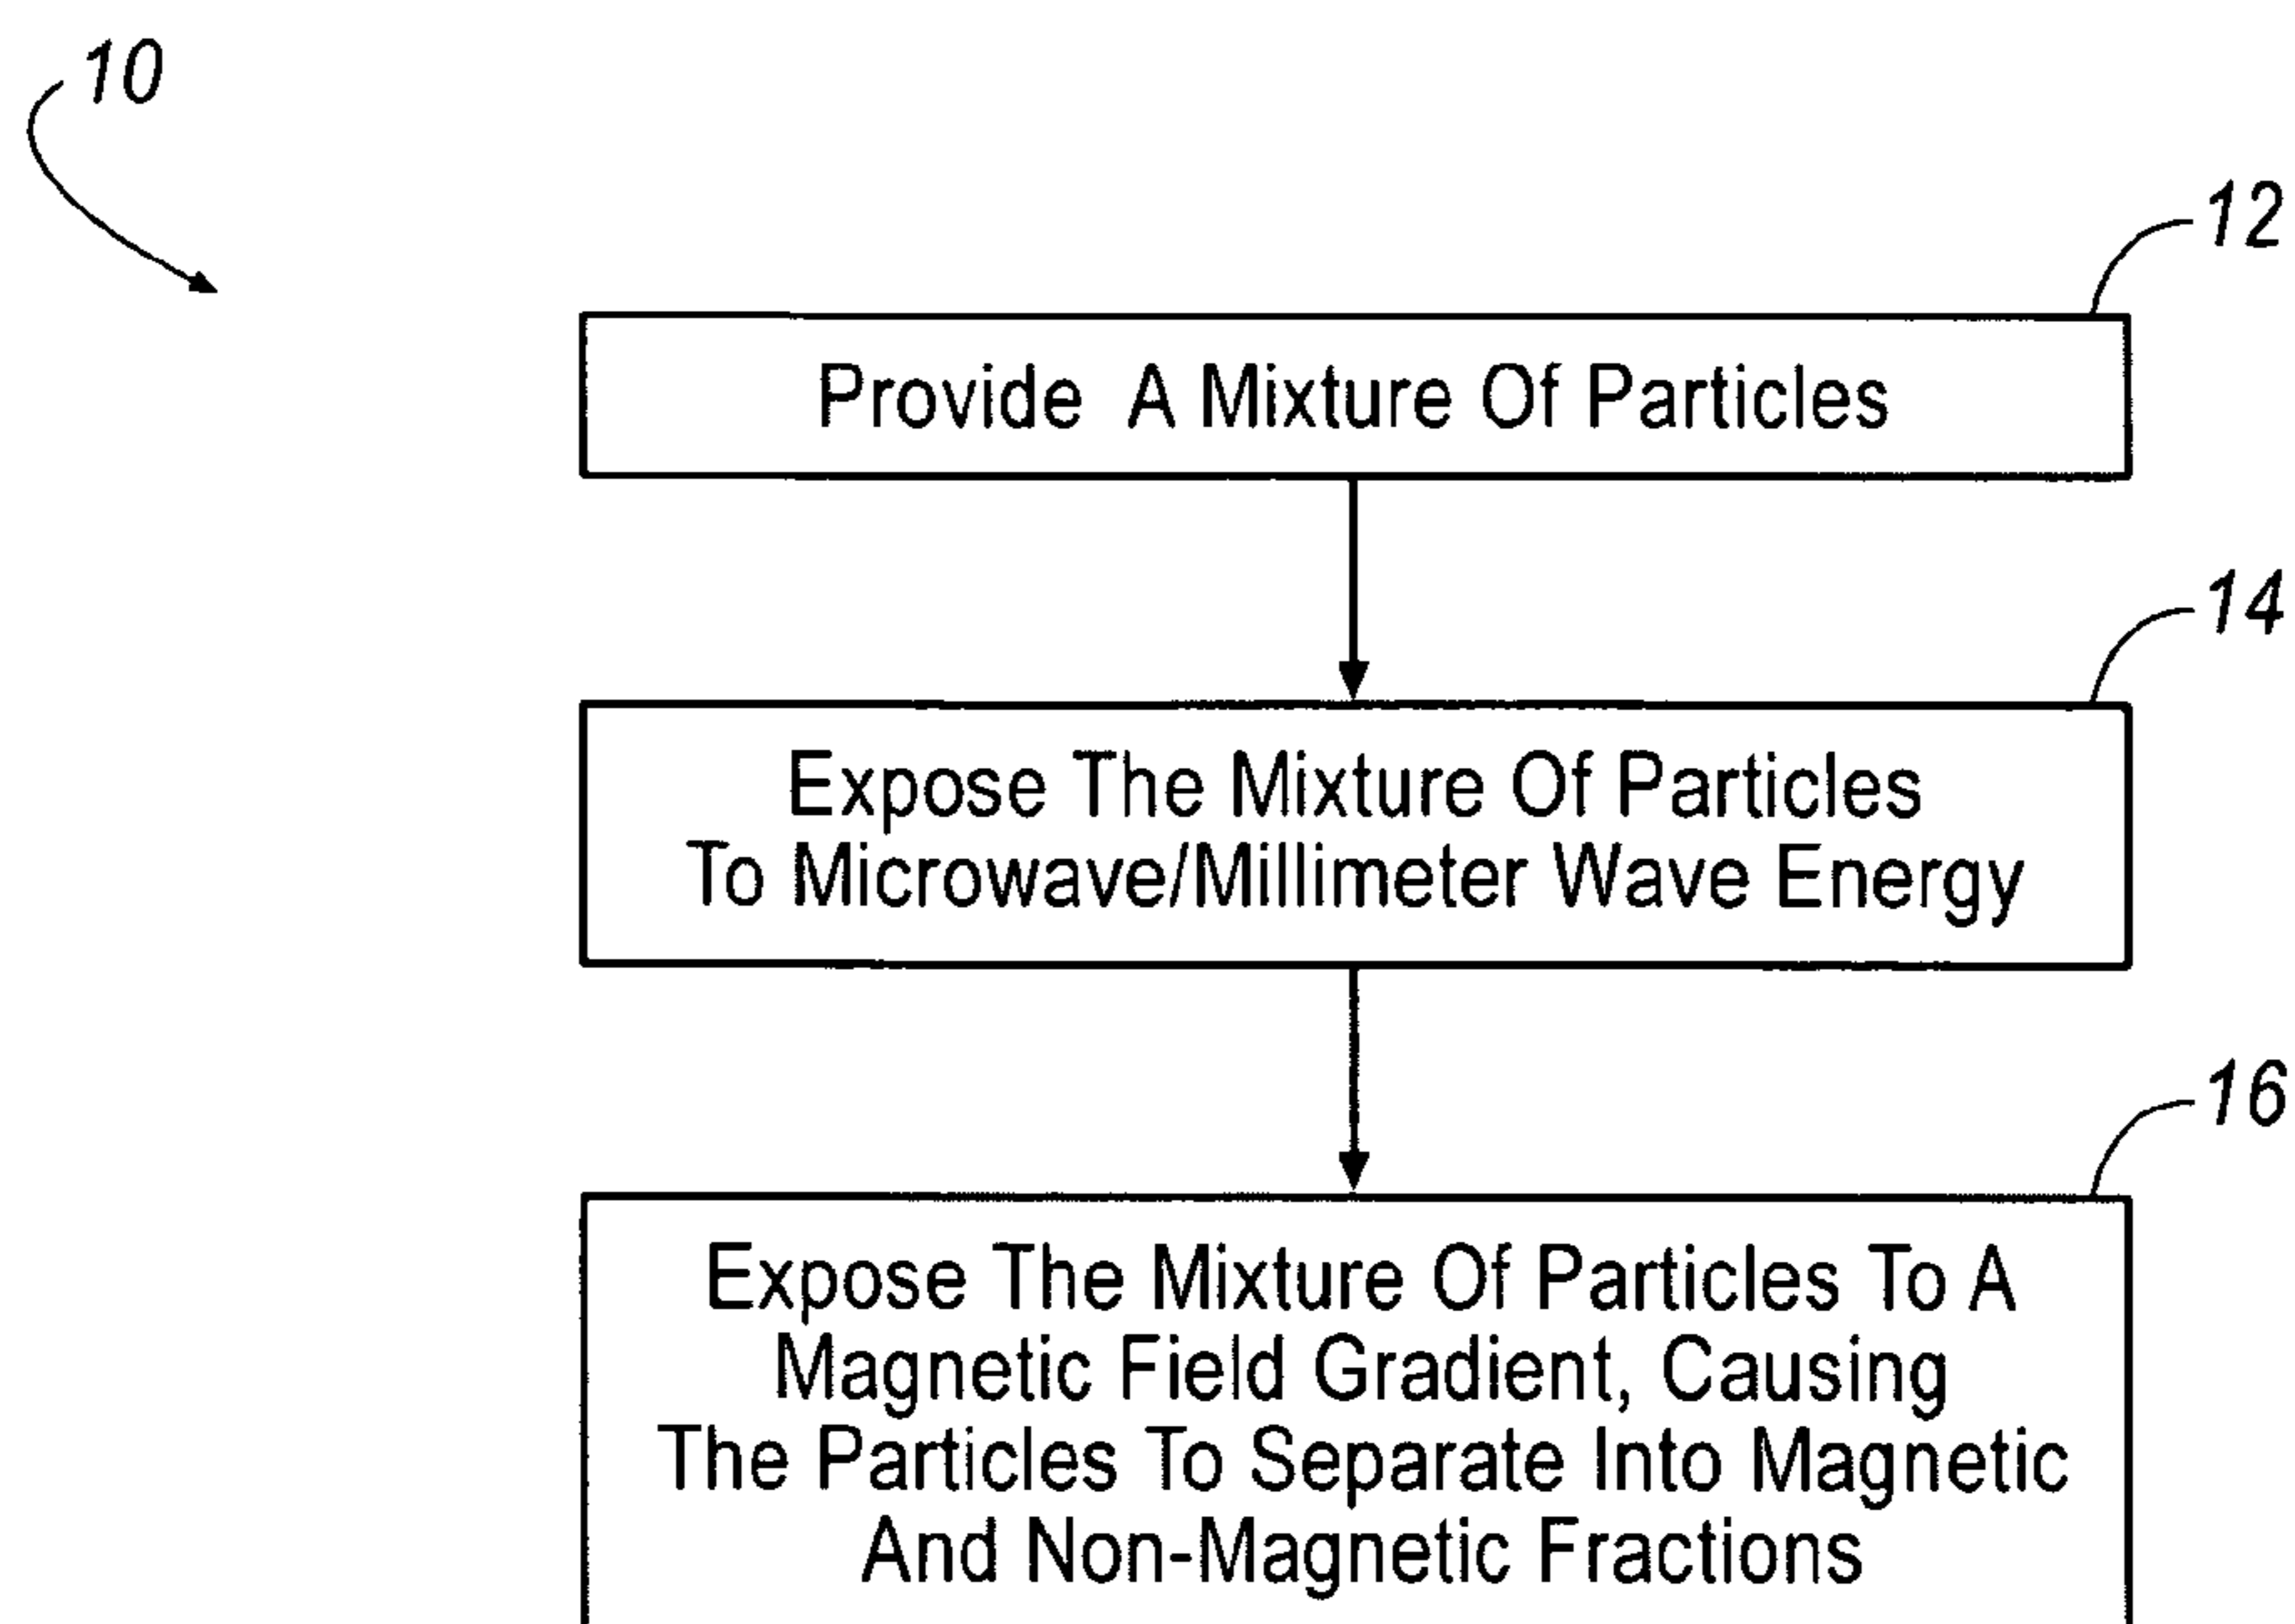 10
12
Provide A Mixture Of Particles
14
Expose The Mixture Of Particles
To Microwave/Millimeter Wave Energy
16
Expose The Mixture Of Particles To A
Magnetic Field Gradient, Causing
The Particles To Separate Into Magnetic
And Non-Magnetic Fractions